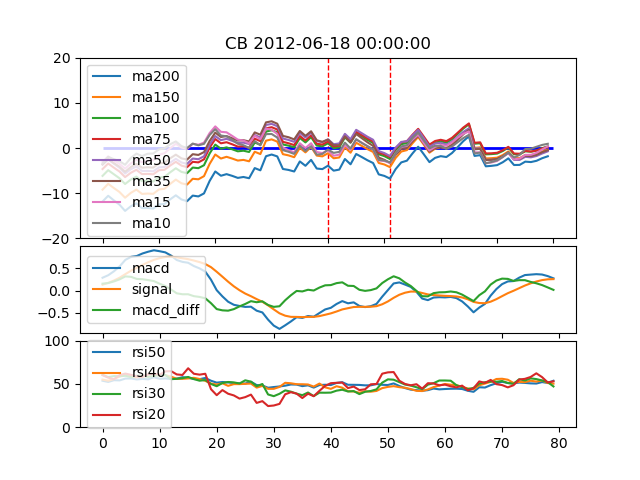 CB 2012-06-18 00:00:00
20
10
0
−10
−20
ma200
ma150
ma100
ma75
ma50
ma35
ma15
ma10
0.5
0.0
−0.5
macd
signal
macd_diff
100
50
0
rsi50
rsi40
rsi30
rsi20
0 10 20 30 40 50 60 70 80